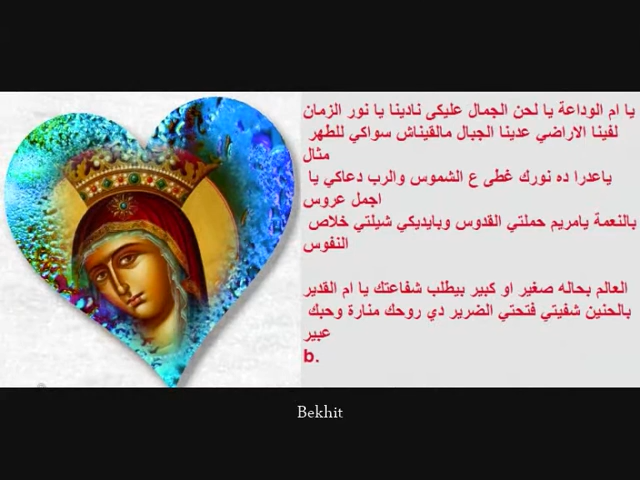 يا ام الوداعة يا لحن الجمال عليكى نادينا يا نور الزمان
لفينا الاراضي عدينا الجبال مالقيناش سواكي للطهر
مثال
ياعدرا ده نورك غطى ع الشموس والرب دعاكي يا
اجمل عروس
بالنعمة يامريم حملتي القدوس وبايديكي شيلتي خلاص
النفوس
العالم بحاله صغير او كبير بيطلب شفاعتك يا ام القدير
بالحنين شفيتي فتحتي الضرير دي روحك منارة وحبك
عبير
b.
Bekhit